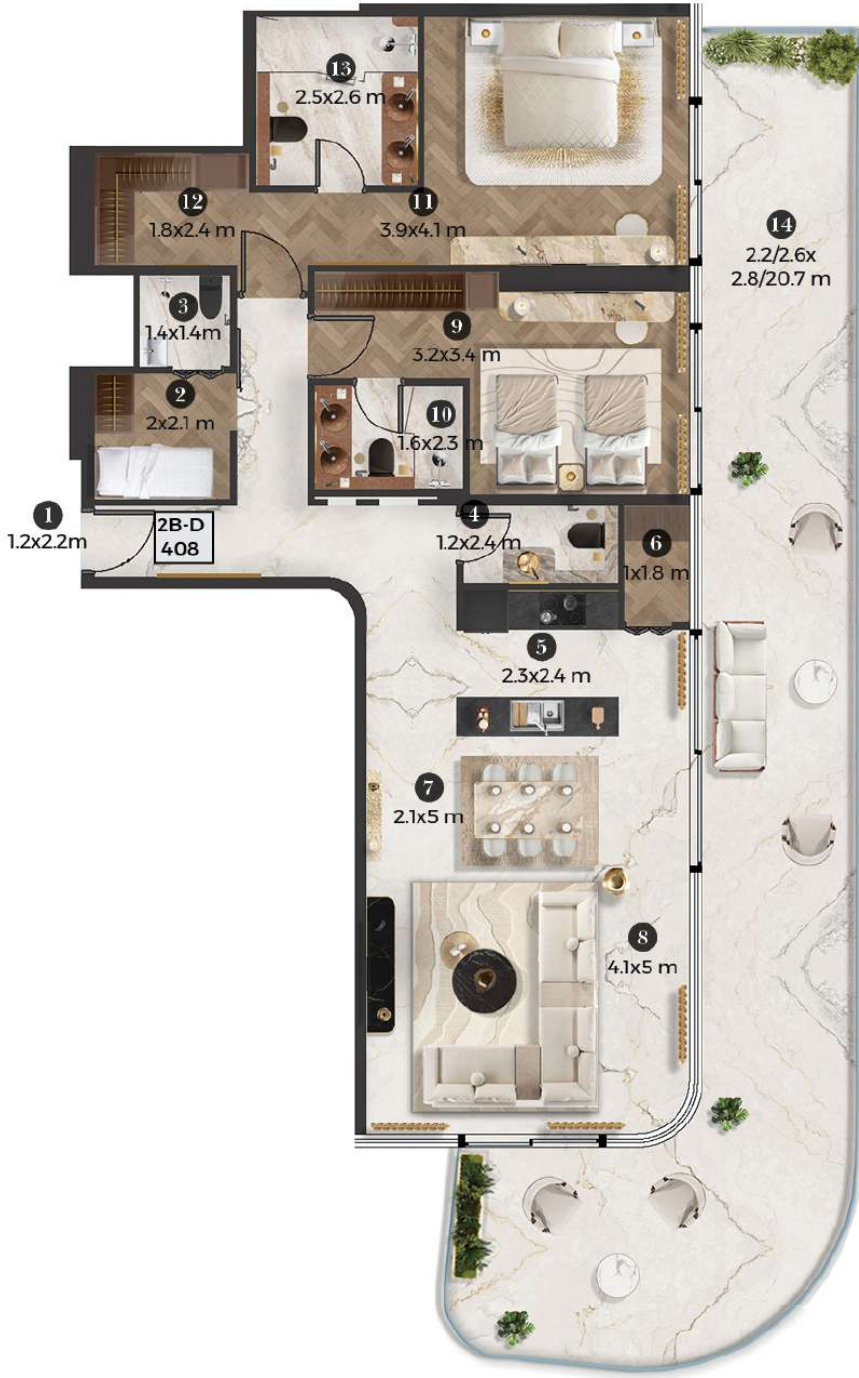 13
2.5x2.6 m
12
1.8x2.4 m
11
3.9x4.1 m
14
2.2/2.6x
2.8/20.7 m
3
1.4x1.4m
9
3.2x3.4 m
2
2x2.1 m
10
1.6x2.3 m
1
1.2x2.2m
2B-D
408
4
1.2x2.4 m
6
1x1.8 m
5
2.3x2.4 m
7
2.1x5 m
8
4.1x5 m